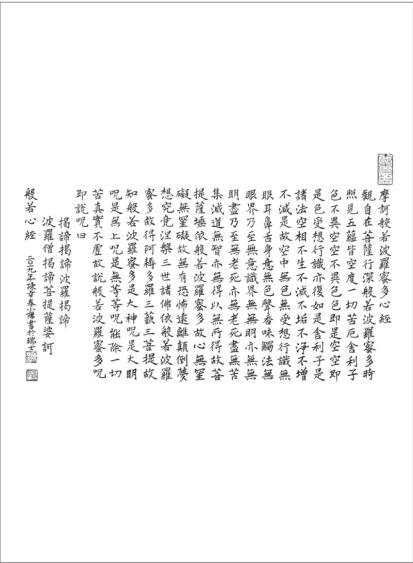 摩訶般若波羅蜜多心經
觀自在菩薩行深般若波羅蜜多時
照見五蘊皆空度一切苦厄舍利子
色不異空空不異色色即是空空即
是色受想行識亦復如是舍利子是
諸法空相不生不滅不垢不淨不增
不減是故空中無色無受想行識無
眼耳鼻舌身意無色聲香味觸法無
眼界乃至無意識界無無明亦無無
明盡乃至無老死亦無老死盡無苦
集滅道無智亦無得以無所得故菩
提薩埵依般若波羅蜜多故心無罣
礙無罣礙故無有恐怖遠離顛倒夢
想究竟涅槃三世諸佛依般若波羅
蜜多故得阿耨多羅三藐三菩提故
知般若波羅蜜多是大神呪是大明
呪是無上呪是無等等呪能除一切
苦真實不虛故說般若波羅蜜多呪
即說呪曰
揭諦揭諦波羅揭諦
波羅僧揭諦菩提薩婆訶
般若心經
二〇一九年